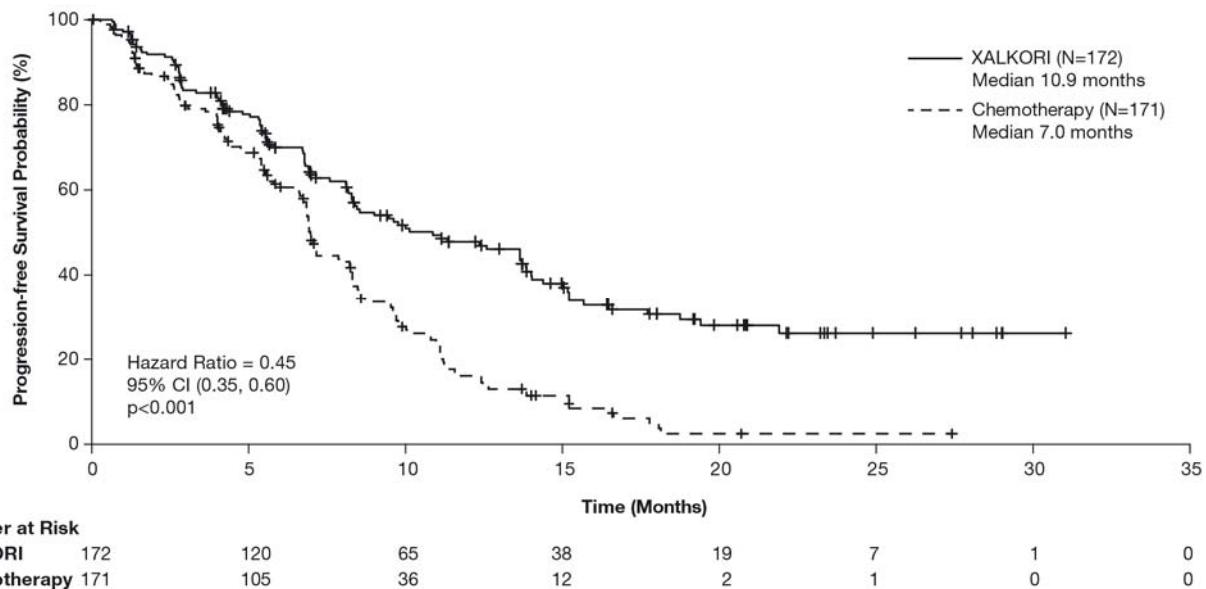 100
80
60
40
20
0
Progression-free Survival Probability (%)
XALKORI (N=172)
Median 10.9 months
Chemotherapy (N=171)
Median 7.0 months
Hazard Ratio = 0.45
95% CI (0.35, 0.60)
p<0.001
0 5 10 15 20 25 30 35
Time (Months)
er at Risk
ORI 172 120 65 38 19 7 1 0
otherapy 171 105 36 12 2 1 0 0